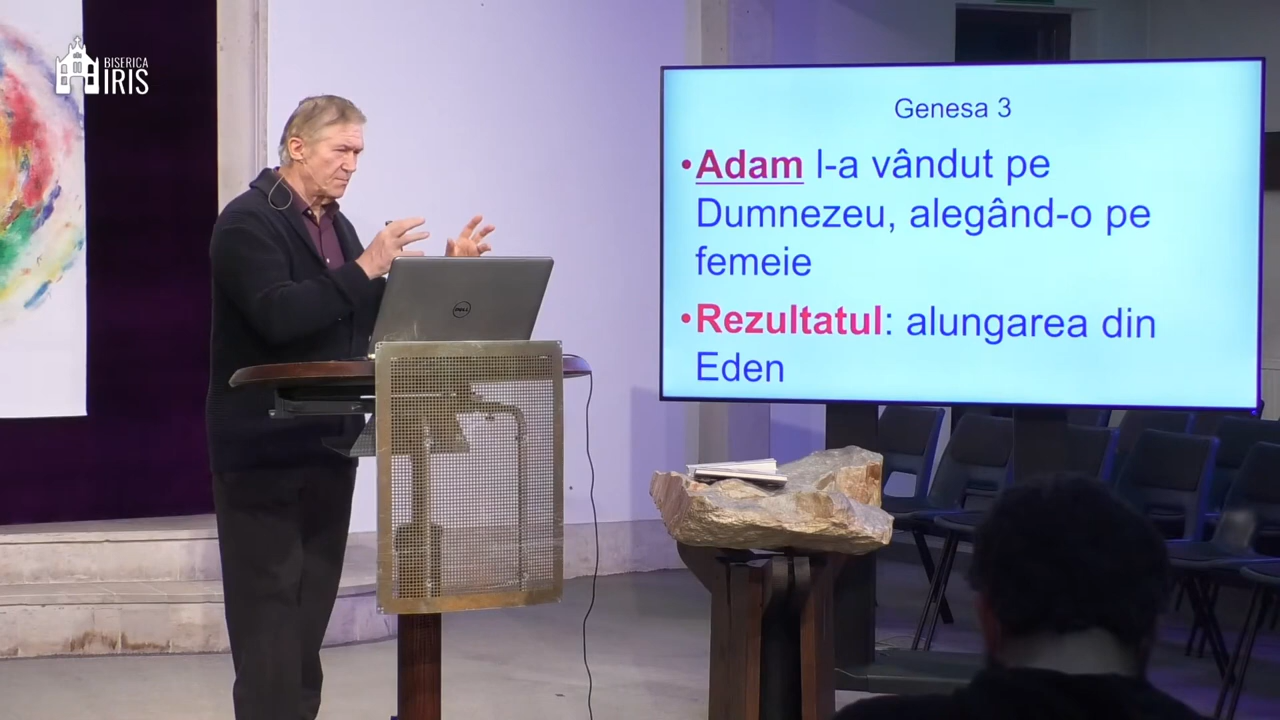 BISERICA
IRIS
Genesa 3
•Adam l-a vândut pe
Dumnezeu, alegând-o pe
femeie
•Rezultatul: alungarea din
Eden
DELL